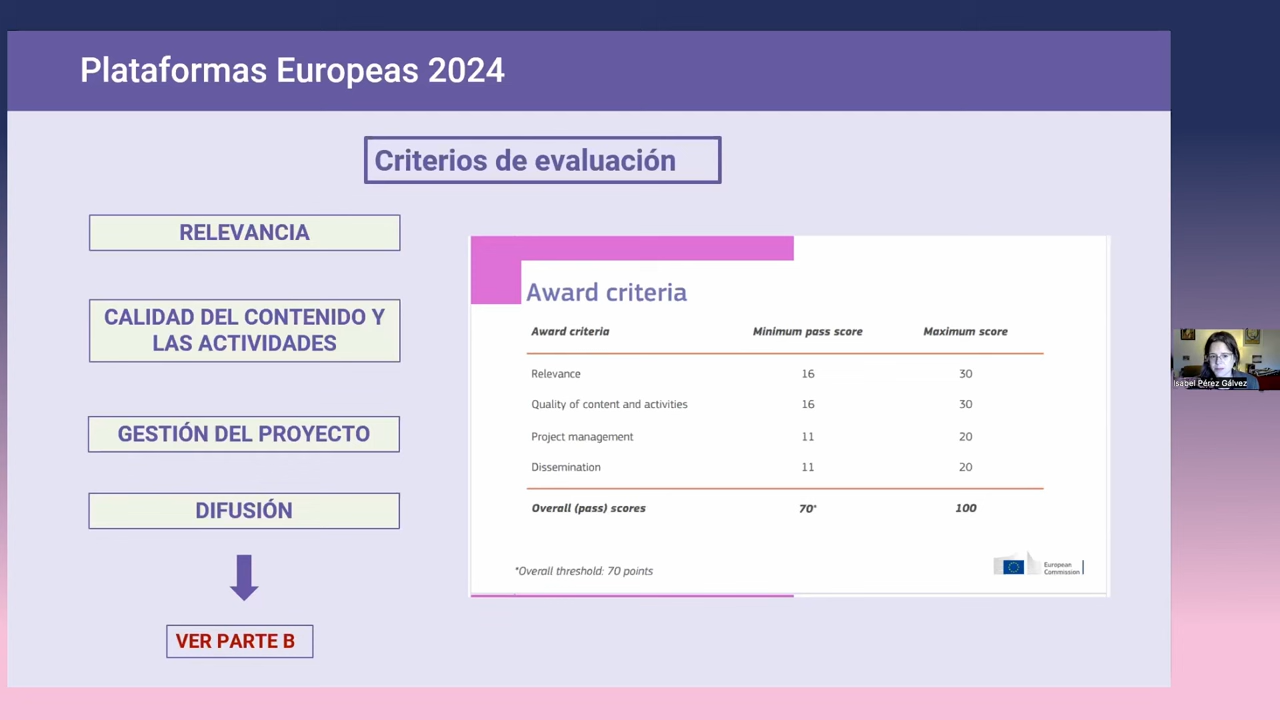 Plataformas Europeas 2024
Criterios de evaluación
RELEVANCIA
CALIDAD DEL CONTENIDO Y
LAS ACTIVIDADES
GESTIÓN DEL PROYECTO
DIFUSIÓN
VER PARTE B
Award criteria
Award criteria Minimum pass score Maximum score
Relevance 16 30
Quality of content and activities 16 30
Project management 11 20
Dissemination 11 20
Overall (pass) scores 70* 100
*Overall threshold: 70 points
European
Commission
Isabel Pérez Gálvez